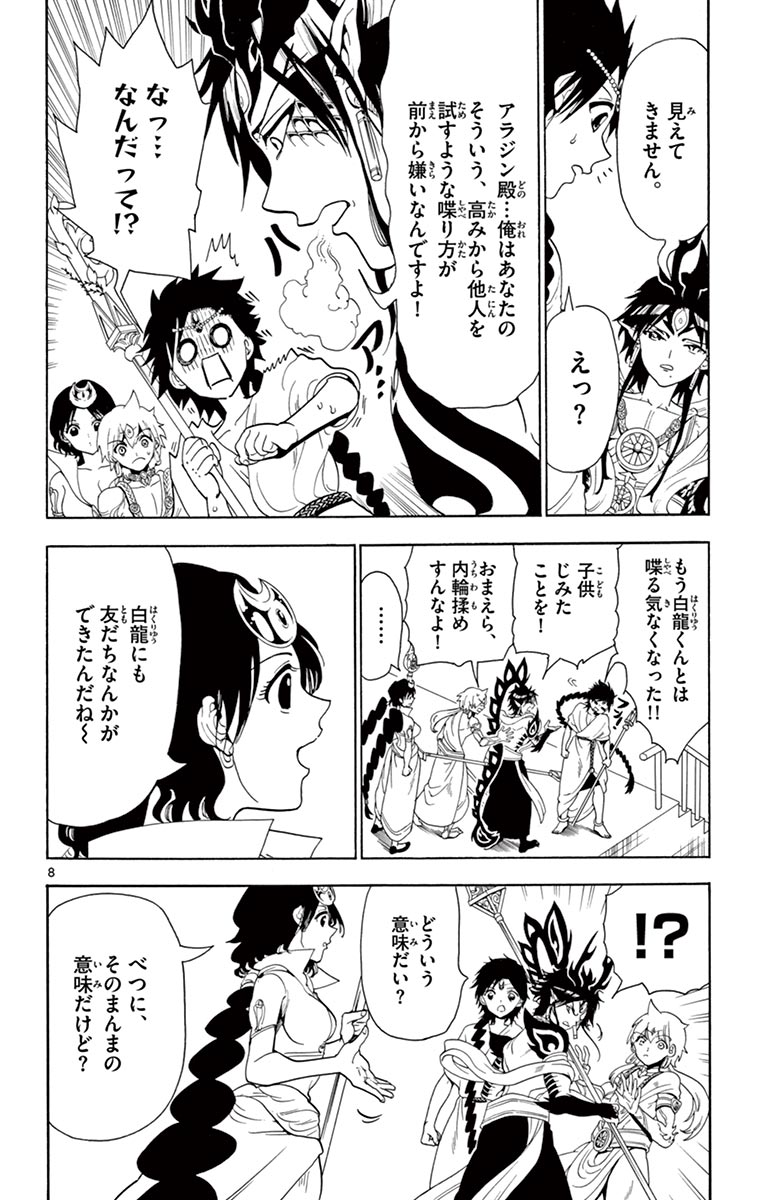 見えて
きません。
えっ?
アラジン殿…俺はあなたの
そういう、高みから他人を
試すような喋り方が
前から嫌いなんですよ!
ハ
ア…
なっ…
なんだって!?
もう白龍くんとは
喋る気なくなった!!
プイ
子供
じみた
ことを!
おまえら、
内輪揉め
すんなよ!
……
白龍にも
友だちなんかが
できたんだね〜
8
!?
どういう
意味だい?
べつに、
そのまんまの
意味だけど?